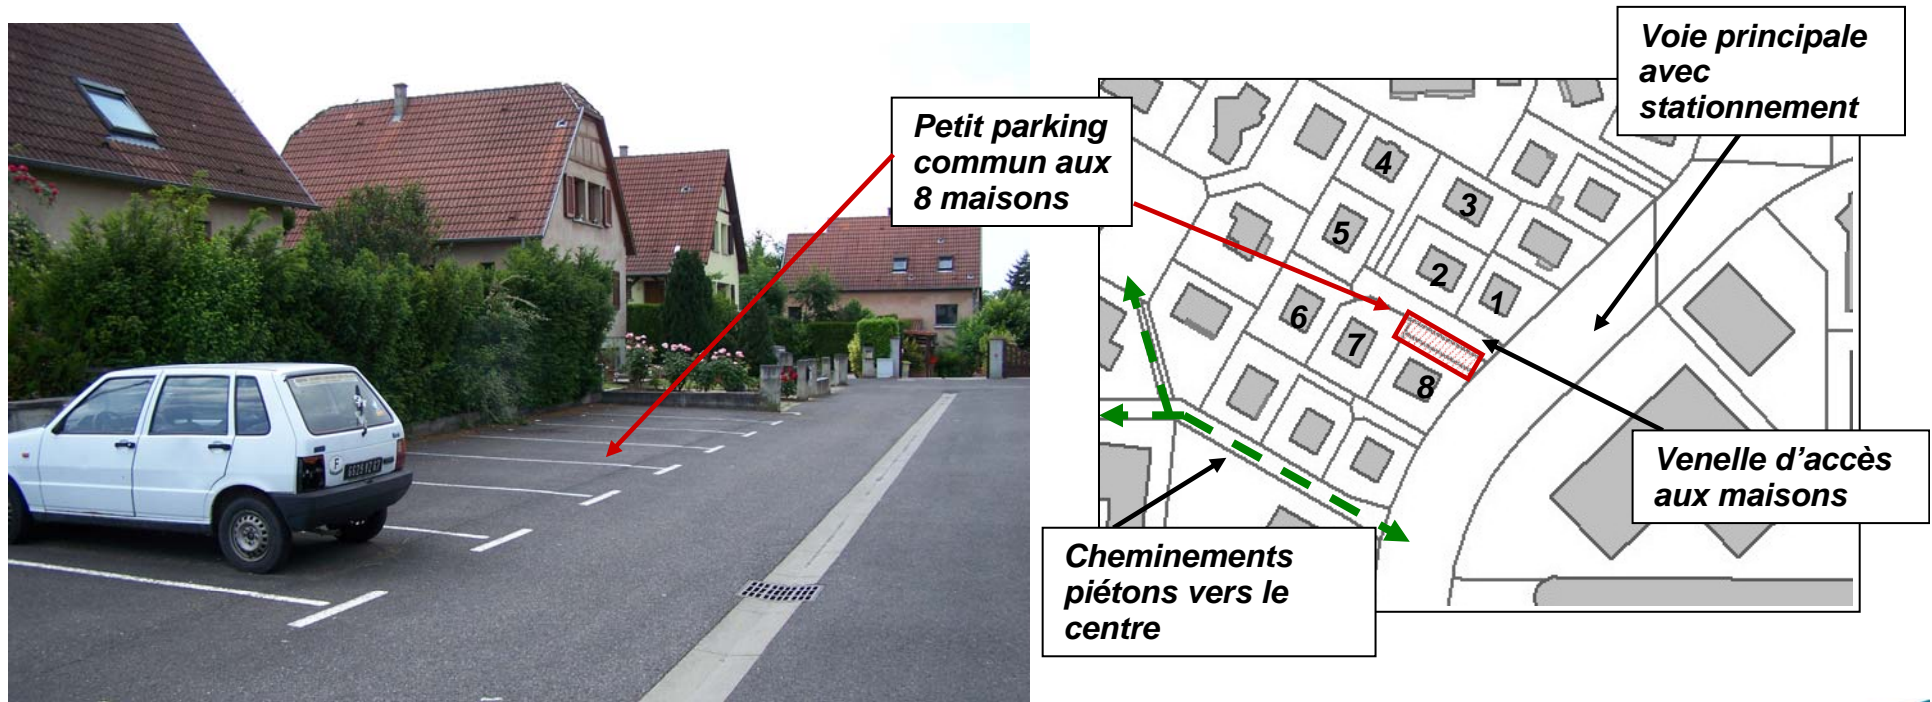 Petit parking
commun aux
8 maisons
Voie principale
avec
stationnement
4
3
5
2
1
6
7
8
Venelle d'accès
aux maisons
Cheminements
piétons vers le
centre
F